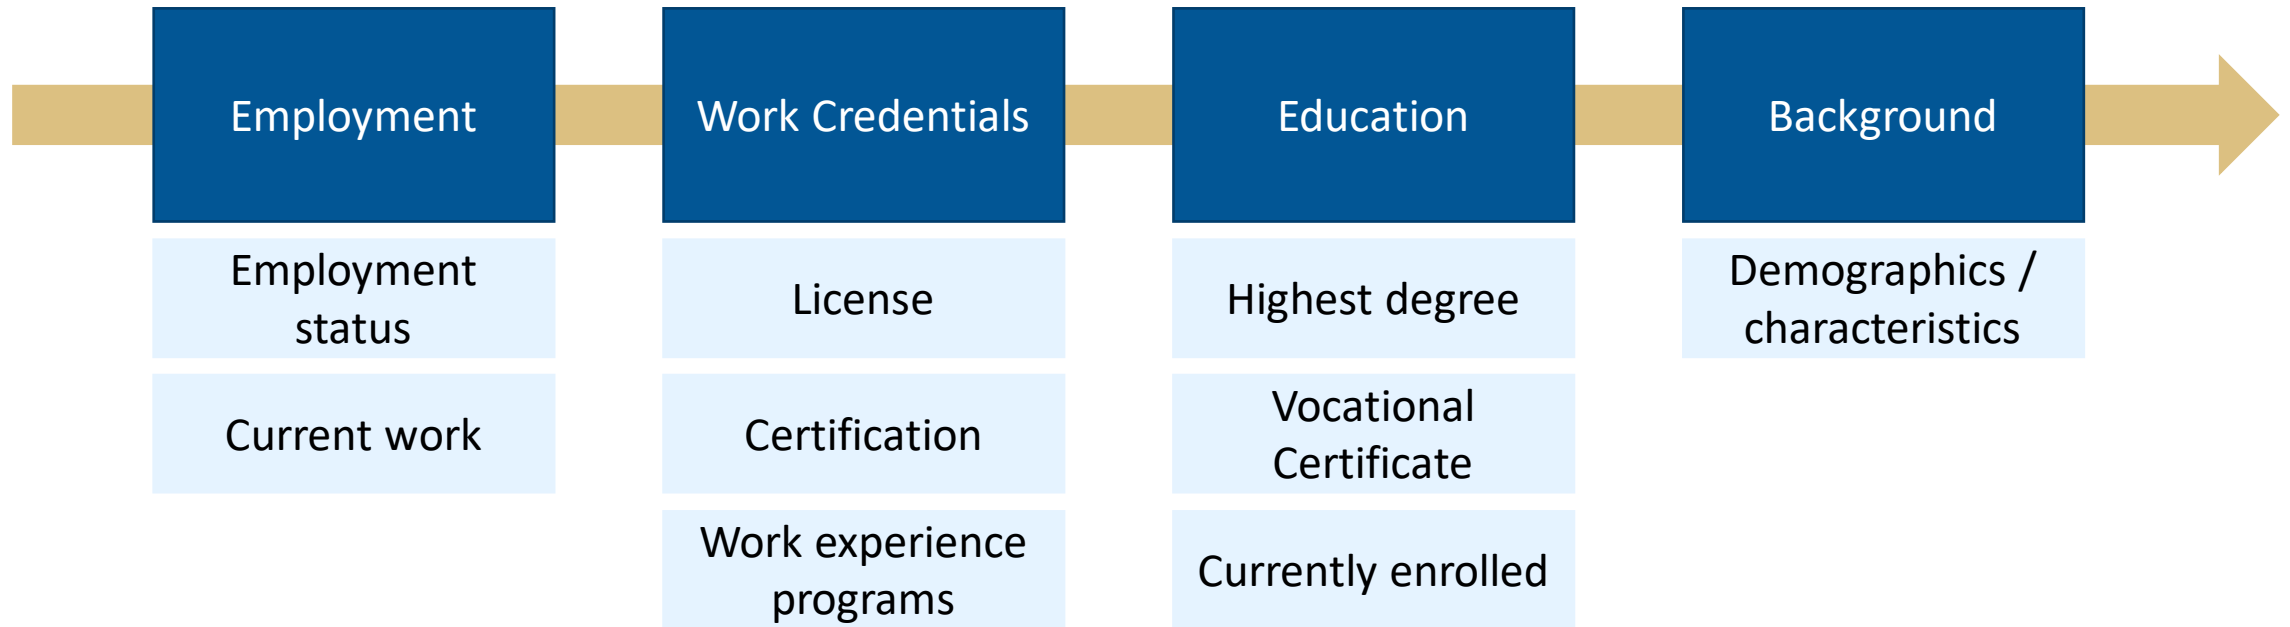 Employment
Work Credentials
Education
Background
Employment
status
Current work
License
Certification
Work experience
programs
Highest degree
Vocational
Certificate
Currently enrolled
Demographics /
characteristics